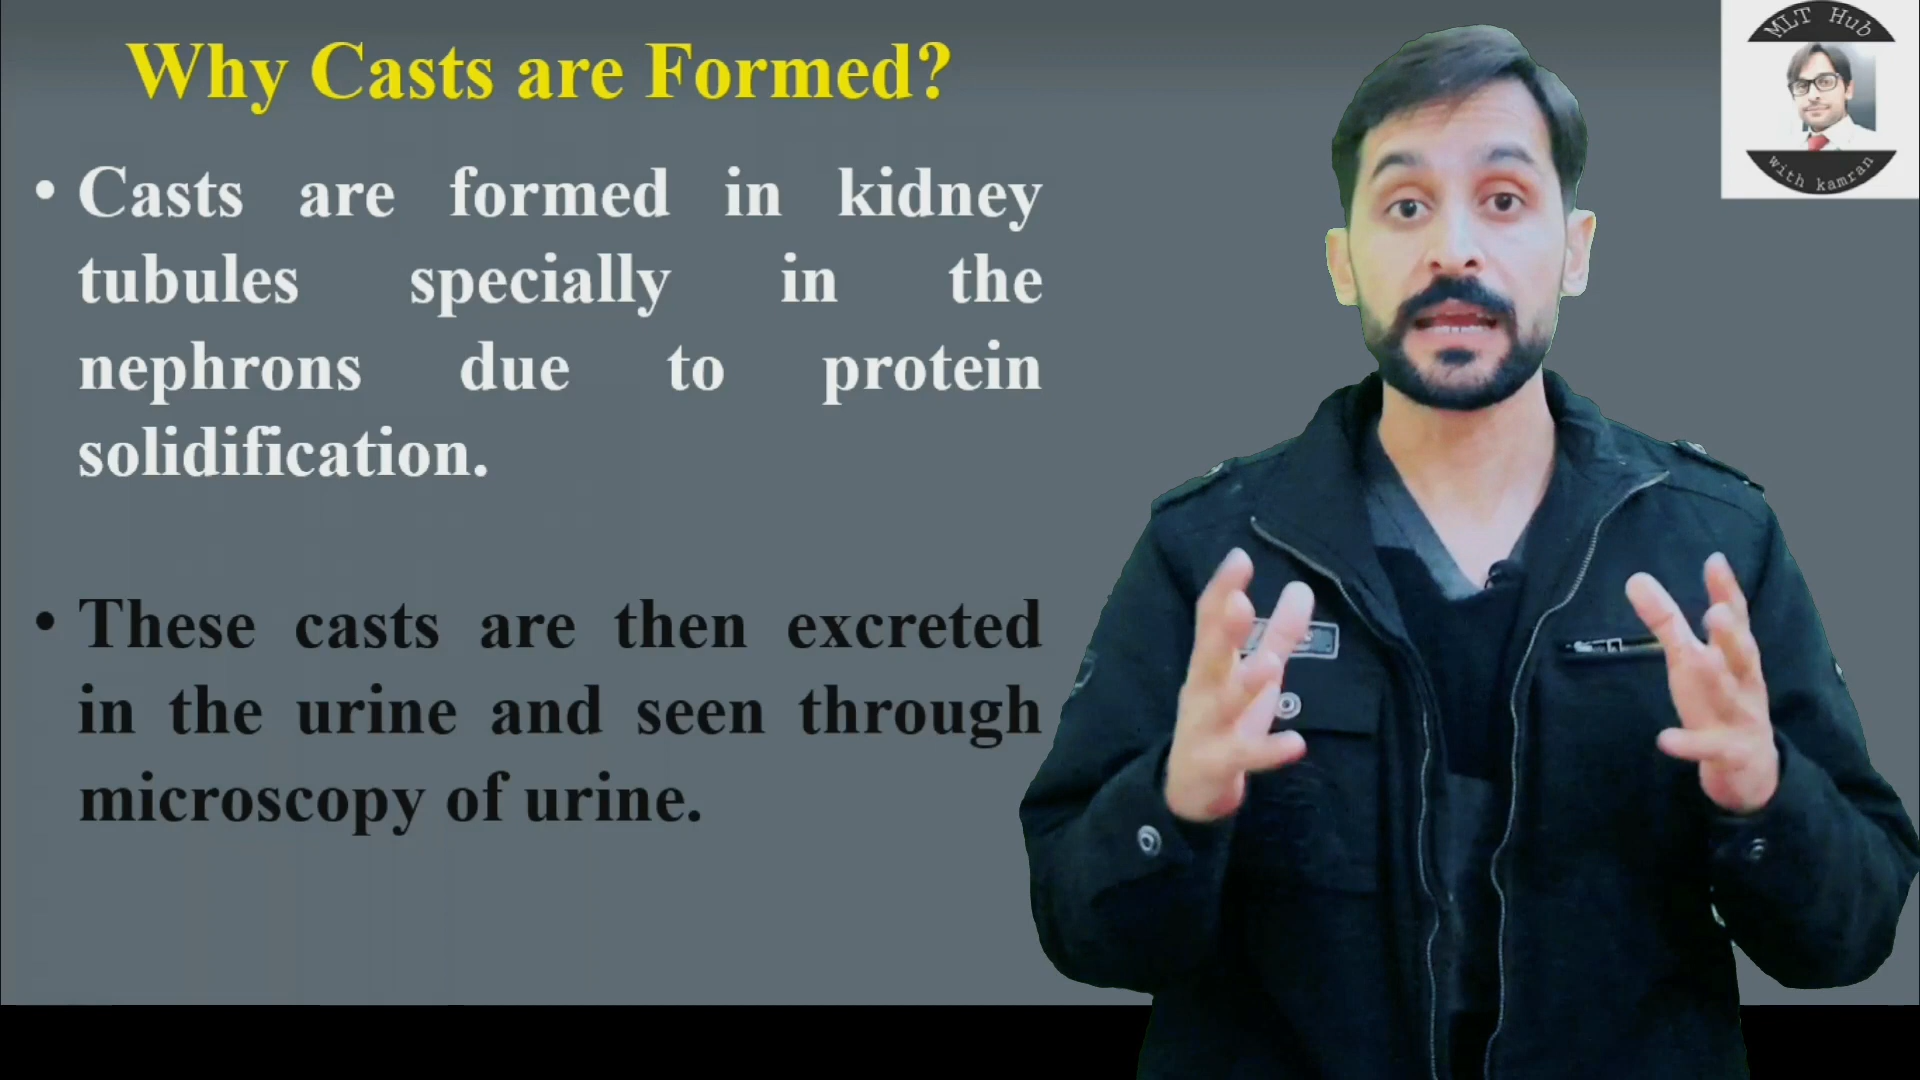 Why Casts are Formed?
• Casts are formed in kidney
tubules specially in the
nephrons due to protein
solidification.
• These casts are then excreted
in the urine and seen through
microscopy of urine.
MLT Hub
with kamran